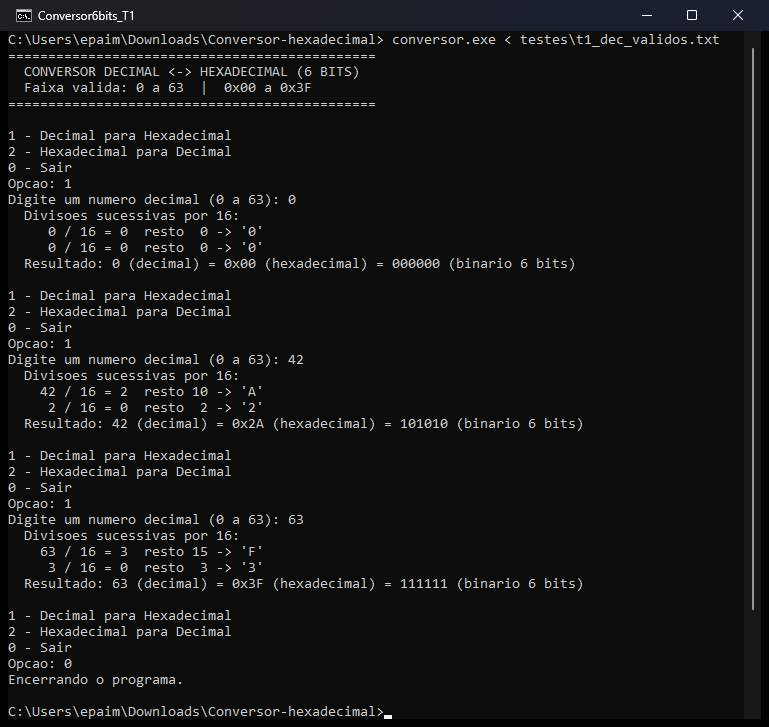 Conversor6bits_T1
C:\Users\epaim\Downloads\Conversor-hexadecimal> conversor.exe < testes\t1_dec_validos.txt
==============================================
  CONVERSOR DECIMAL <-> HEXADECIMAL (6 BITS)
  Faixa valida: 0 a 63  |  0x00 a 0x3F
==============================================

1 - Decimal para Hexadecimal
2 - Hexadecimal para Decimal
0 - Sair
Opcao: 1
Digite um numero decimal (0 a 63): 0
  Divisoes sucessivas por 16:
     0 / 16 = 0  resto  0 -> '0'
     0 / 16 = 0  resto  0 -> '0'
  Resultado: 0 (decimal) = 0x00 (hexadecimal) = 000000 (binario 6 bits)

1 - Decimal para Hexadecimal
2 - Hexadecimal para Decimal
0 - Sair
Opcao: 1
Digite um numero decimal (0 a 63): 42
  Divisoes sucessivas por 16:
    42 / 16 = 2  resto 10 -> 'A'
     2 / 16 = 0  resto  2 -> '2'
  Resultado: 42 (decimal) = 0x2A (hexadecimal) = 101010 (binario 6 bits)

1 - Decimal para Hexadecimal
2 - Hexadecimal para Decimal
0 - Sair
Opcao: 1
Digite um numero decimal (0 a 63): 63
  Divisoes sucessivas por 16:
    63 / 16 = 3  resto 15 -> 'F'
     3 / 16 = 0  resto  3 -> '3'
  Resultado: 63 (decimal) = 0x3F (hexadecimal) = 111111 (binario 6 bits)

1 - Decimal para Hexadecimal
2 - Hexadecimal para Decimal
0 - Sair
Opcao: 0
Encerrando o programa.

C:\Users\epaim\Downloads\Conversor-hexadecimal>